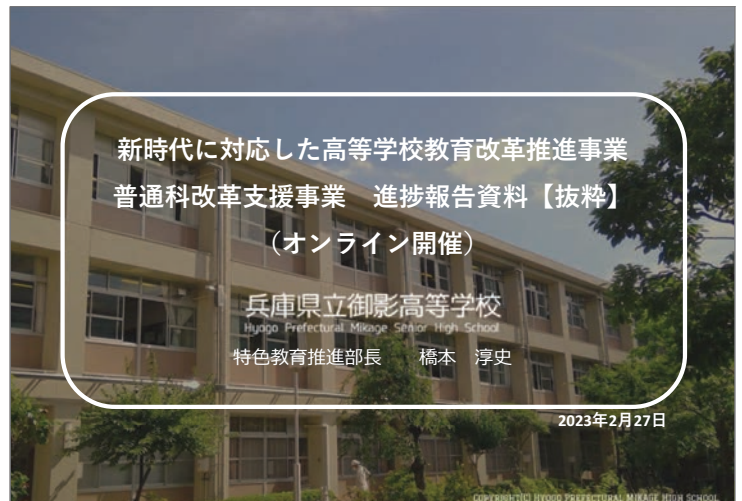 新時代に対応した高等学校教育改革推進事業
普通科改革支援事業　進捗報告資料【抜粋】
（オンライン開催）
兵庫県立御影高等学校
Hyogo Prefectural Mikage Senior High School
特色教育推進部長　　橋本　淳史
2023年2月27日
COPYRIGHT(C) HYOGO PREFECTURAL MIKAGE HIGH SCHOOL